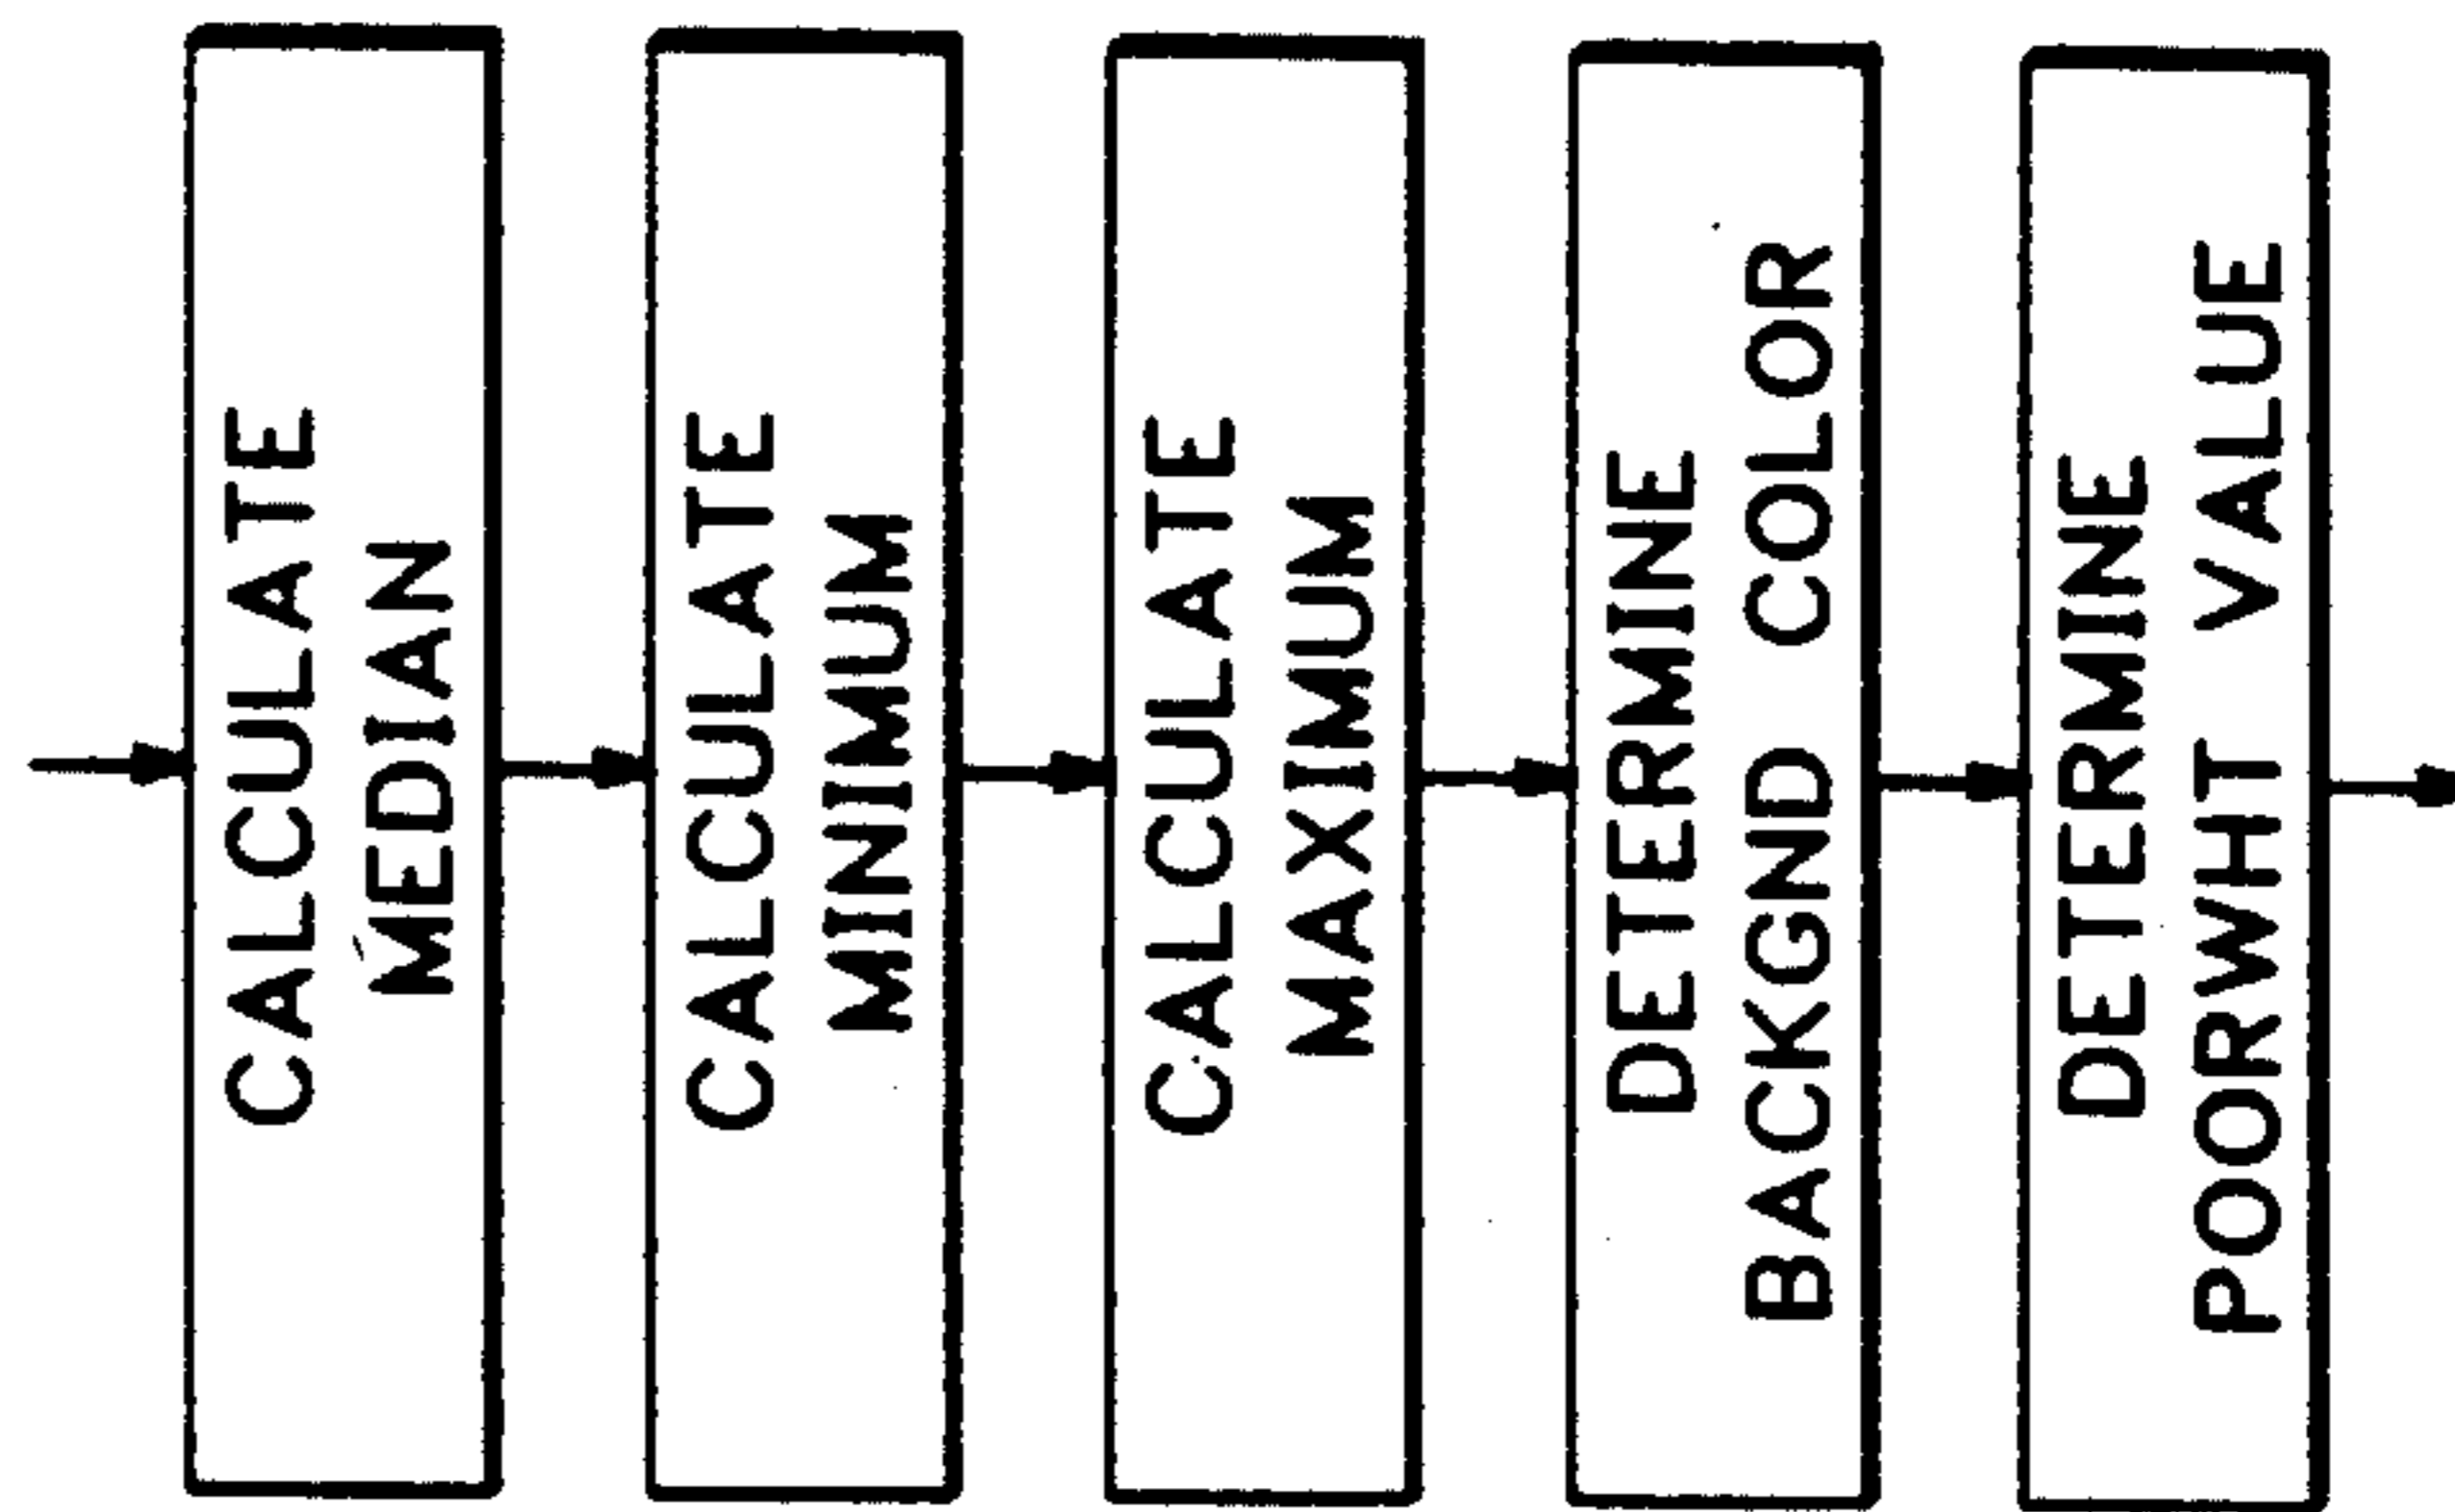 CALCULATE
MEDIAN
CALCULATE
MINIMUM
CALCULATE
MAXIMUM
DETERMINE
BACKGND COLOR
DETERMINE
POORWHT VALUE